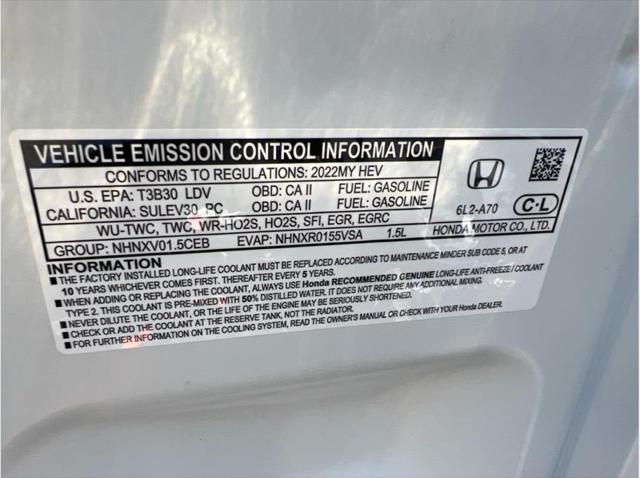 VEHICLE EMISSION CONTROL INFORMATION
CONFORMS TO REGULATIONS: 2022MY HEV
U.S. EPA: T3B30 LDV OBD: CA II FUEL: GASOLINE
CALIFORNIA: SULEV30 PC OBD: CA II FUEL: GASOLINE
WU-TWC, TWC, WR-HO2S, HO2S, SFI, EGR, EGRC
GROUP: NHNXV01.5CEB EVAP: NHNXR0155VSA 1.5L
6L2-A70 C·L
HONDA MOTOR CO., LTD.
INFORMATION
■ THE FACTORY INSTALLED LONG-LIFE COOLANT MUST BE REPLACED ACCORDING TO MAINTENANCE MINDER SUB CODE 5, OR AT
10 YEARS WHICHEVER COMES FIRST. THEREAFTER EVERY 5 YEARS.
■ WHEN ADDING OR REPLACING THE COOLANT, ALWAYS USE Honda RECOMMENDED GENUINE LONG-LIFE ANTI-FREEZE / COOLANT
TYPE 2. THIS COOLANT IS PRE-MIXED WITH 50% DISTILLED WATER. IT DOES NOT REQUIRE ANY ADDITIONAL MIXING.
■ NEVER DILUTE THE COOLANT, OR THE LIFE OF THE ENGINE MAY BE SERIOUSLY SHORTENED.
■ CHECK OR ADD THE COOLANT AT THE RESERVE TANK, NOT THE RADIATOR.
■ FOR FURTHER INFORMATION ON THE COOLING SYSTEM, READ THE OWNER'S MANUAL OR CHECK WITH YOUR Honda DEALER.